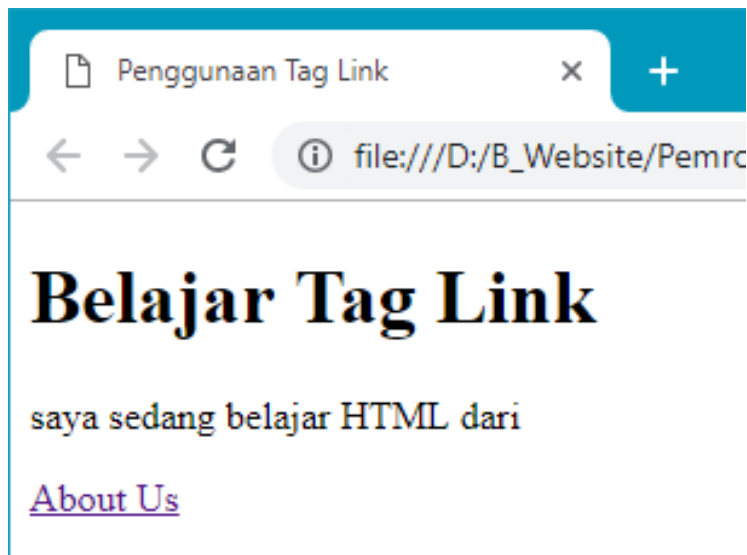 Penggunaan Tag Link
file:///D:/B_Website/Pemro
Belajar Tag Link
saya sedang belajar HTML dari
About Us